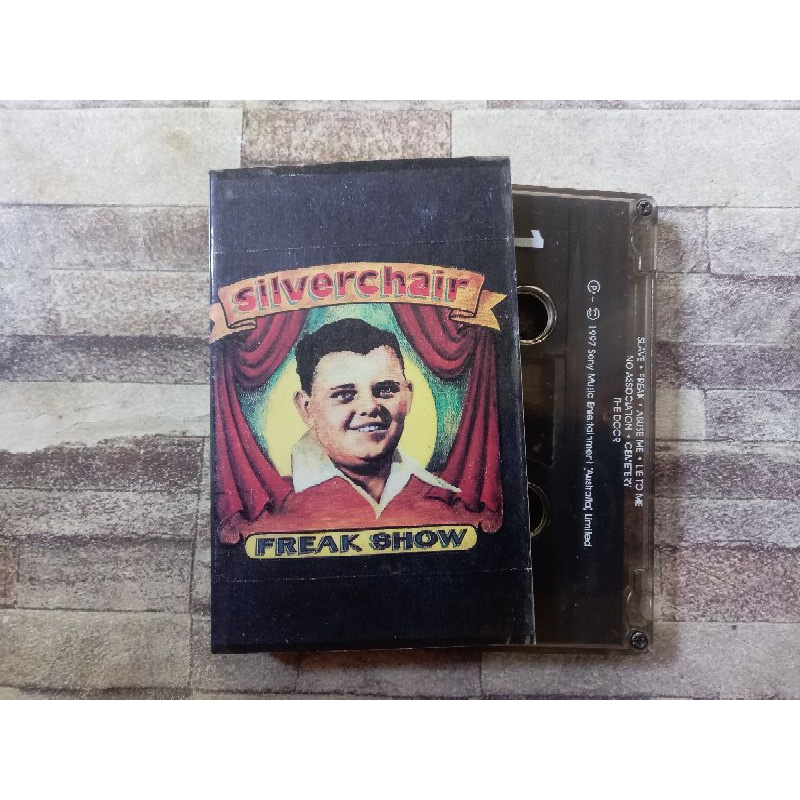 silverchair
FREAK SHOW
1
℗ - © 1997 Sony Music Entertainment (Australia) Limited
SLAVE • FREAK • ABUSE ME • LIE TO ME
NO ASSOCIATION • CEMETERY
THE DOOR